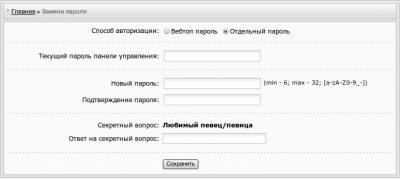 Главная » Замена пароля
Способ авторизации: Вебтоп пароль Отдельный пароль
Текущий пароль панели управления:
Новый пароль: (min - 6; max - 32; [a-zA-Z0-9_-])
Подтверждение пароля:
Секретный вопрос: Любимый певец/певица
Ответ на секретный вопрос:
Сохранить